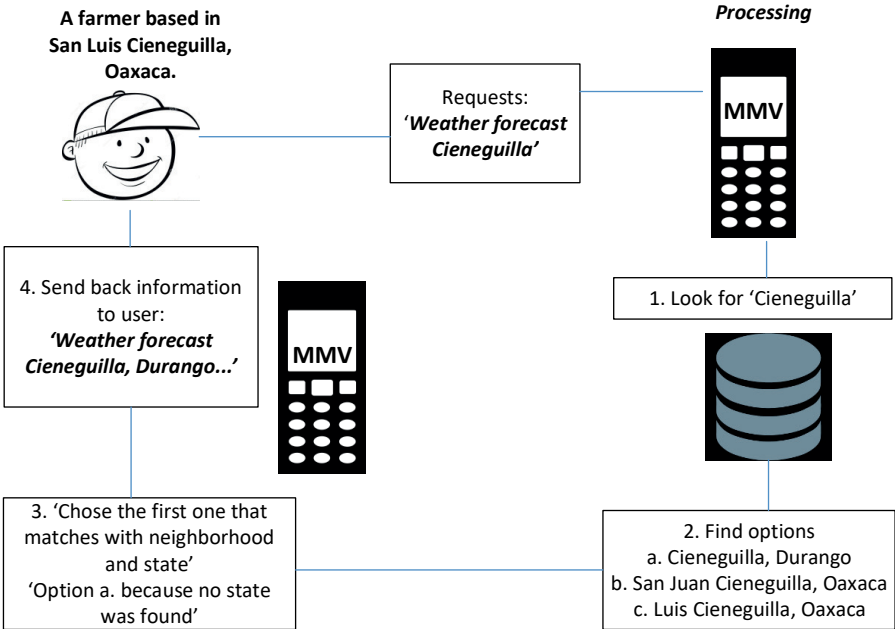 A farmer based in
San Luis Cieneguilla,
Oaxaca.
Requests:
‘Weather forecast
Cieneguilla’
Processing
MMV
1. Look for ‘Cieneguilla’
2. Find options
a. Cieneguilla, Durango
b. San Juan Cieneguilla, Oaxaca
c. Luis Cieneguilla, Oaxaca
3. ‘Chose the first one that
matches with neighborhood
and state’
‘Option a. because no state
was found’
4. Send back information
to user:
‘Weather forecast
Cieneguilla, Durango...’
MMV